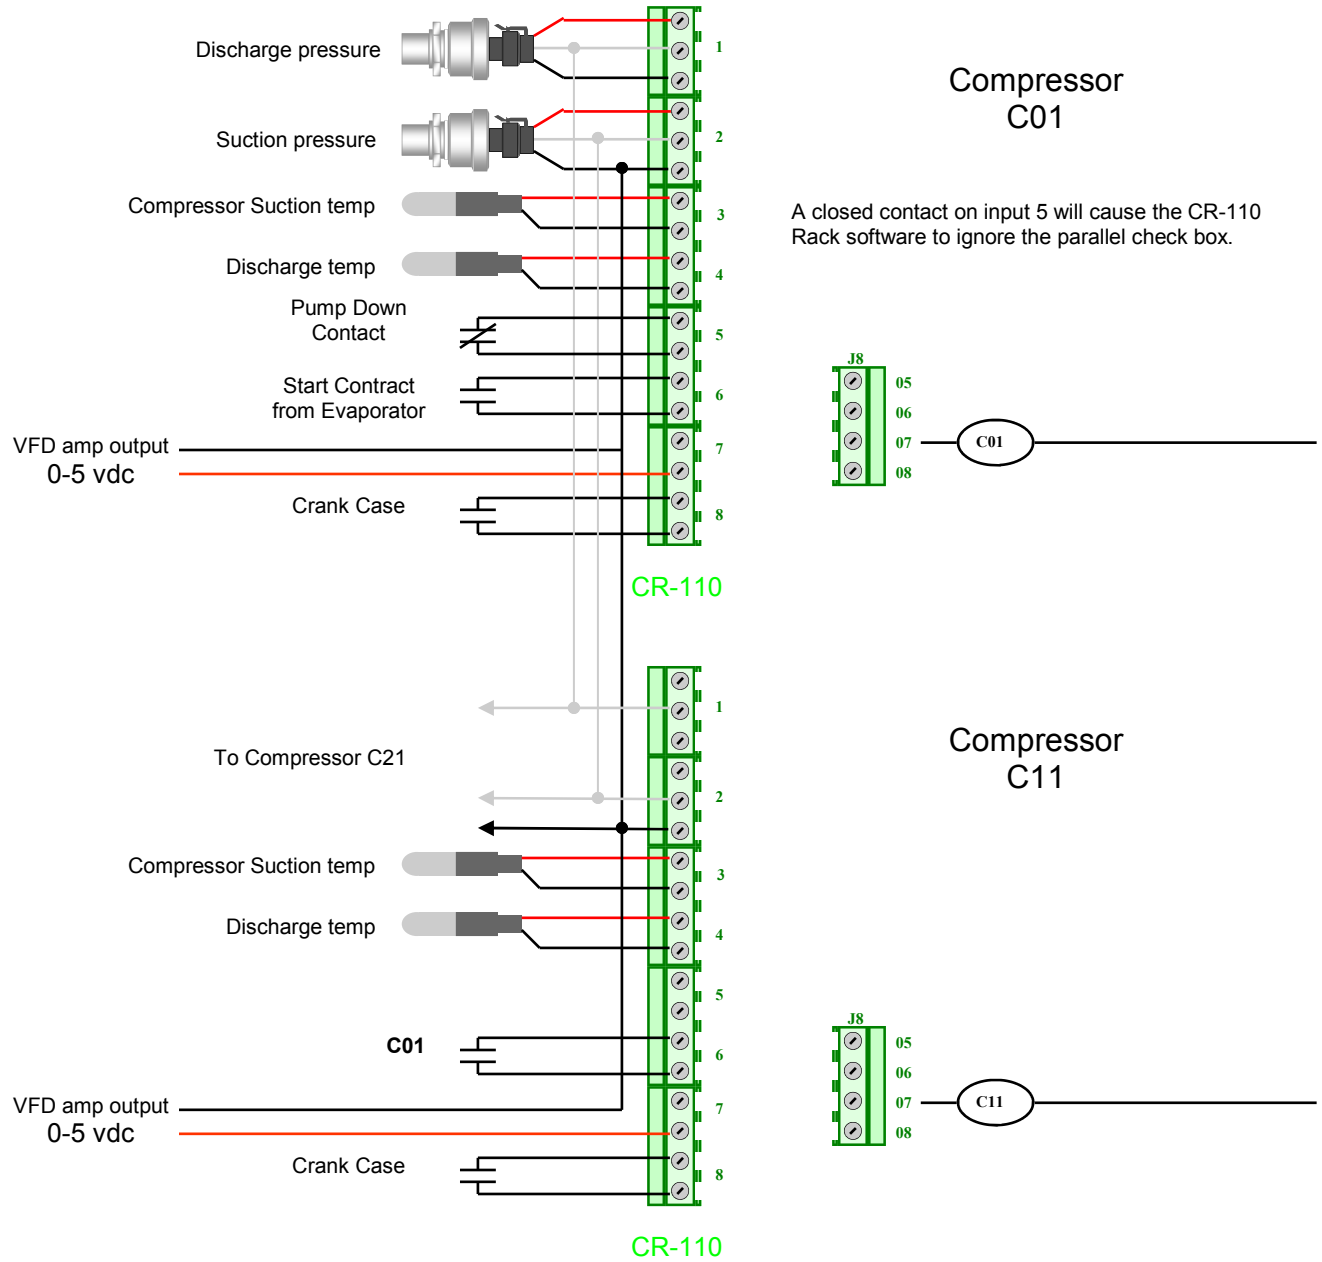 Discharge pressure
1
Compressor
C01
Suction pressure
2
Compressor Suction temp
3
A closed contact on input 5 will cause the CR-110
Rack software to ignore the parallel check box.
Discharge temp
4
Pump Down
Contact
5
J8
05
Start Contract
from Evaporator
6
06
VFD amp output
0-5 vdc
7
07
C01
08
Crank Case
8
CR-110
1
Compressor
C11
To Compressor C21
2
Compressor Suction temp
3
Discharge temp
4
5
J8
05
C01
6
06
VFD amp output
0-5 vdc
7
07
C11
08
Crank Case
8
CR-110